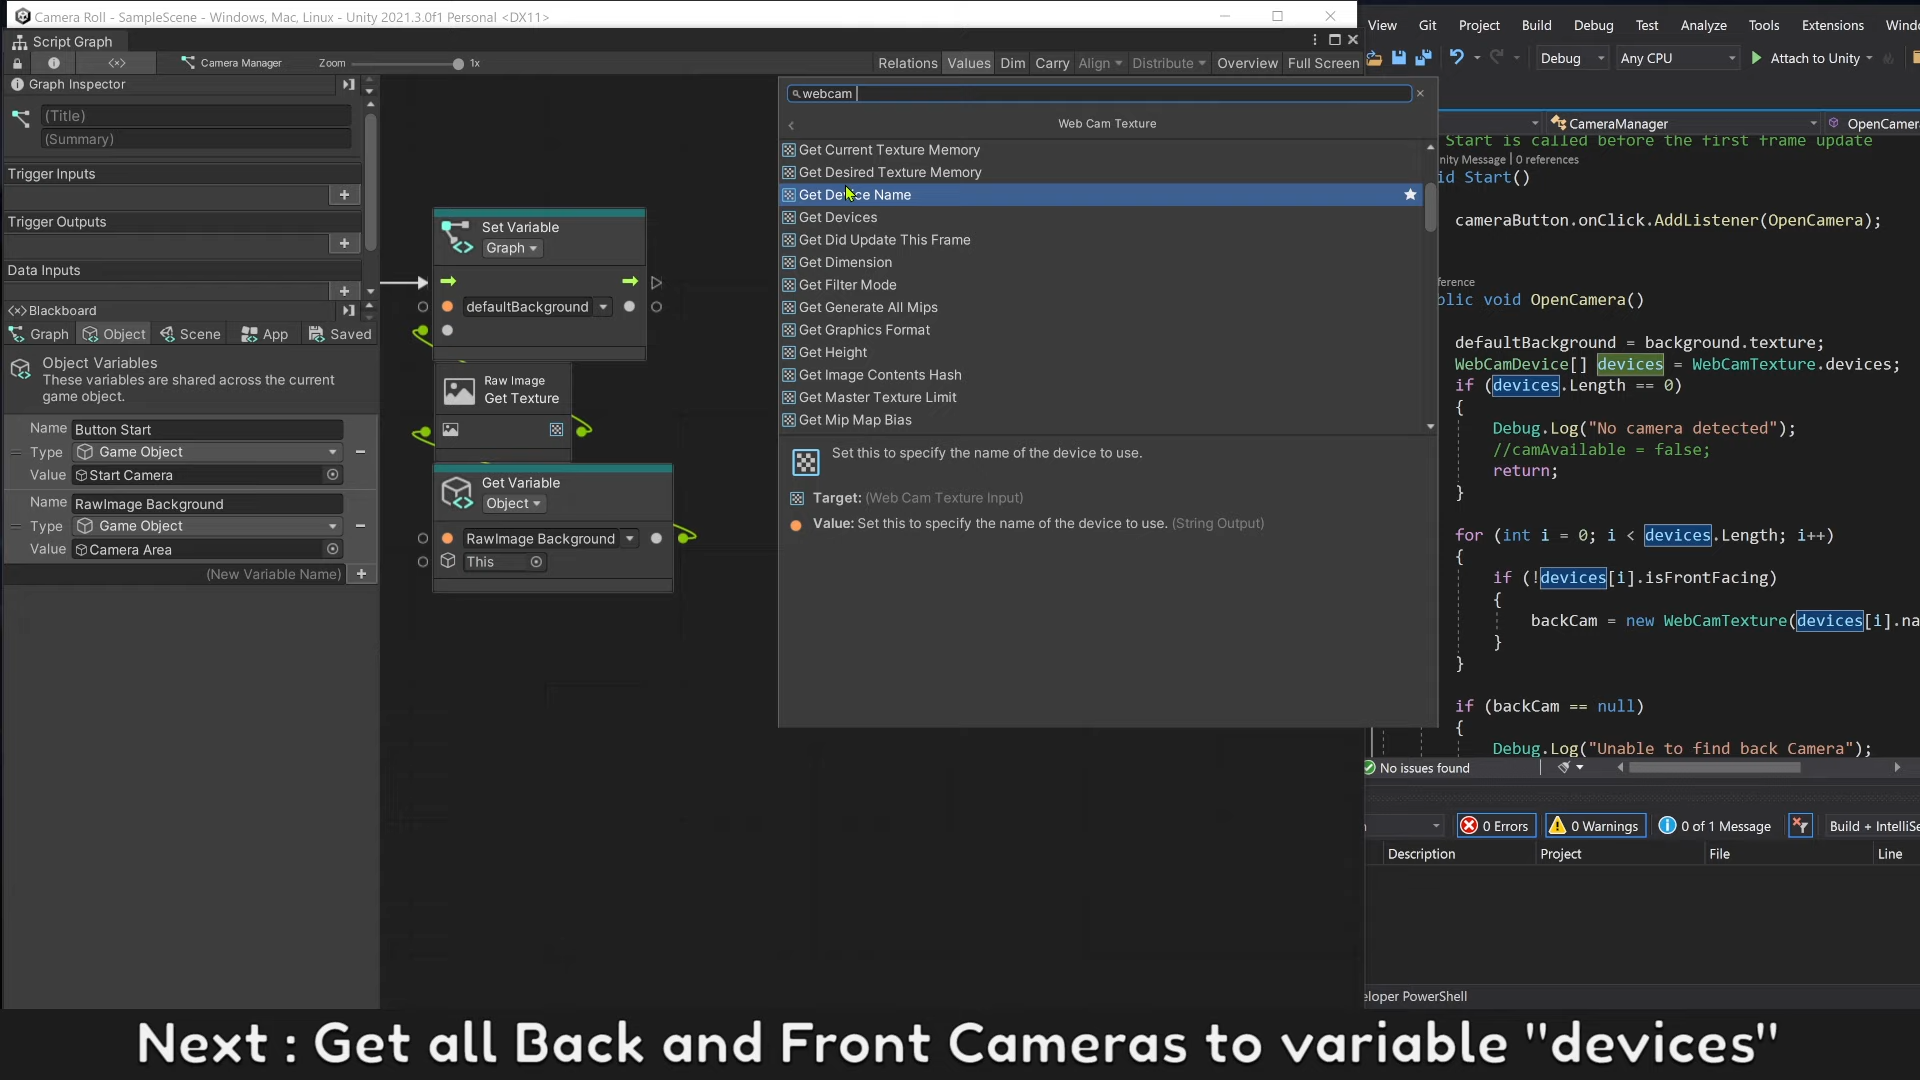 Camera Roll - SampleScene - Windows, Mac, Linux - Unity 2021.3.0f1 Personal <DX11>
View Git Project Build Debug Test Analyze Tools Extensions
Script Graph
Debug Any CPU Attach to Unity
Camera Manager Zoom 1x Relations Values Dim Carry Align Distribute Overview Full Screen
Graph Inspector
(Title)
(Summary)
Trigger Inputs
Trigger Outputs
Data Inputs
<×> Blackboard
Graph Object Scene App Saved
Object Variables
These variables are shared across the current
game object.
Name Button Start
Type Game Object
Value Start Camera
Name RawImage Background
Type Game Object
Value Camera Area
(New Variable Name)
Set Variable
Graph
defaultBackground
Raw Image
Get Texture
Get Variable
Object
RawImage Background
This
webcam
Web Cam Texture
Get Current Texture Memory
Get Desired Texture Memory
Get Device Name
Get Devices
Get Did Update This Frame
Get Dimension
Get Filter Mode
Get Generate All Mips
Get Graphics Format
Get Height
Get Image Contents Hash
Get Master Texture Limit
Get Mip Map Bias
Set this to specify the name of the device to use.
Target: (Web Cam Texture Input)
Value: Set this to specify the name of the device to use. (String Output)
CameraManager
Start is called before the first frame update
Message | 0 references
Start()
cameraButton.onClick.AddListener(OpenCamera);
void OpenCamera()
defaultBackground = background.texture;
WebCamDevice[] devices = WebCamTexture.devices;
if (devices.Length == 0)
{
Debug.Log("No camera detected");
//camAvailable = false;
return;
}
for (int i = 0; i < devices.Length; i++)
{
if (!devices[i].isFrontFacing)
{
backCam = new WebCamTexture(devices[i].na
}
}
if (backCam == null)
{
Debug.Log("Unable to find back Camera");
No issues found
0 Errors 0 Warnings 0 of 1 Message Build +
Description Project File Line
PowerShell
Next : Get all Back and Front Cameras to variable "devices"